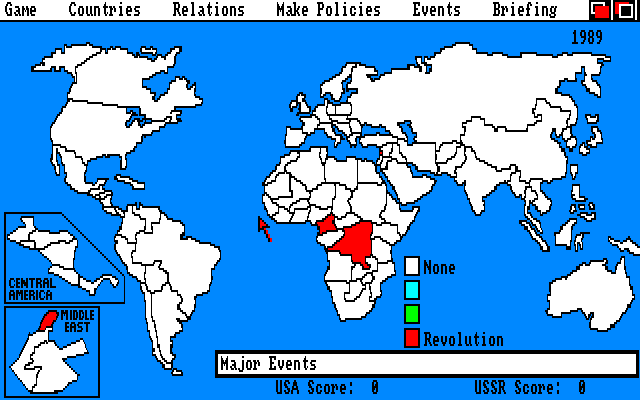 Game Countries Relations Make Policies Events Briefing
1989
CENTRAL
AMERICA
MIDDLE
EAST
None
Revolution
Major Events
USA Score: 0 USSR Score: 0